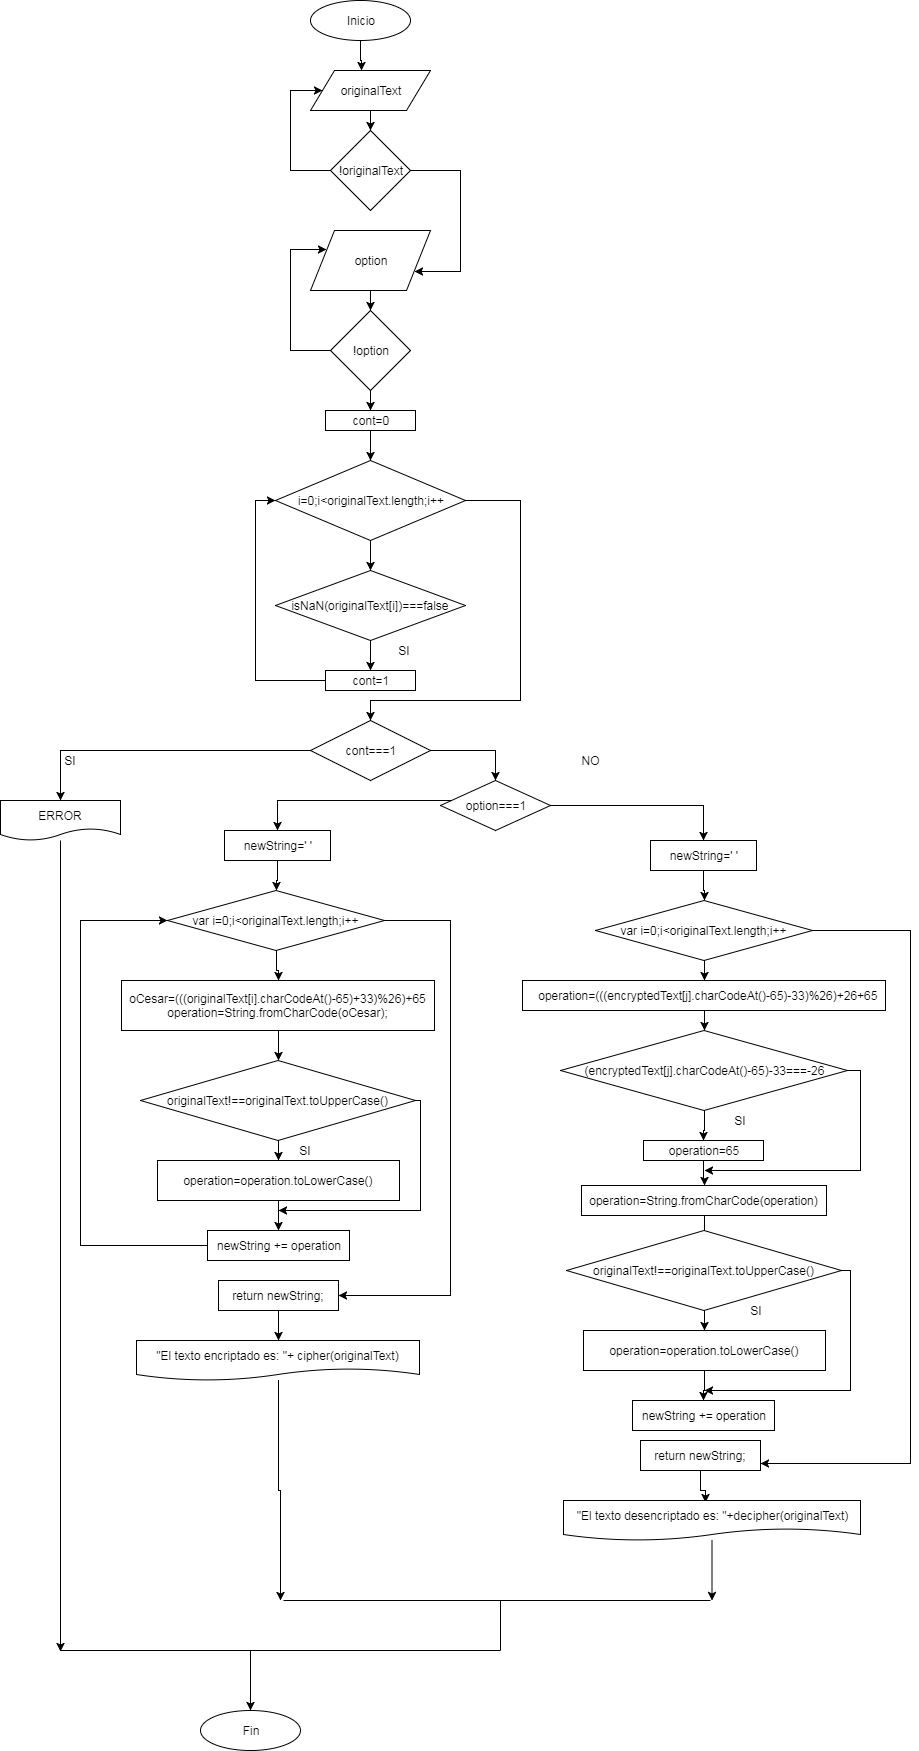 Inicio
originalText
!originalText
option
!option
cont=0
i=0;i<originalText.length;i++
isNaN(originalText[i])===false
SI
cont=1
cont===1
SI
NO
ERROR
option===1
newString=' '
var i=0;i<originalText.length;i++
oCesar=(((originalText[i].charCodeAt()-65)+33)%26)+65
operation=String.fromCharCode(oCesar);
originalText!==originalText.toUpperCase()
SI
operation=operation.toLowerCase()
newString += operation
return newString;
"El texto encriptado es: "+ cipher(originalText)
newString=' '
var i=0;i<originalText.length;i++
operation=(((encryptedText[j].charCodeAt()-65)-33)%26)+26+65
(encryptedText[j].charCodeAt()-65)-33===-26
SI
operation=65
operation=String.fromCharCode(operation)
originalText!==originalText.toUpperCase()
SI
operation=operation.toLowerCase()
newString += operation
return newString;
"El texto desencriptado es: "+decipher(originalText)
Fin